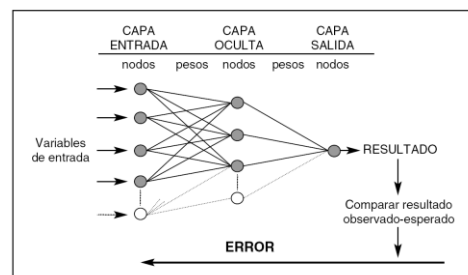 CAPA CAPA CAPA
ENTRADA OCULTA SALIDA
nodos pesos nodos pesos nodos
Variables
de entrada
RESULTADO
Comparar resultado
observado-esperado
ERROR